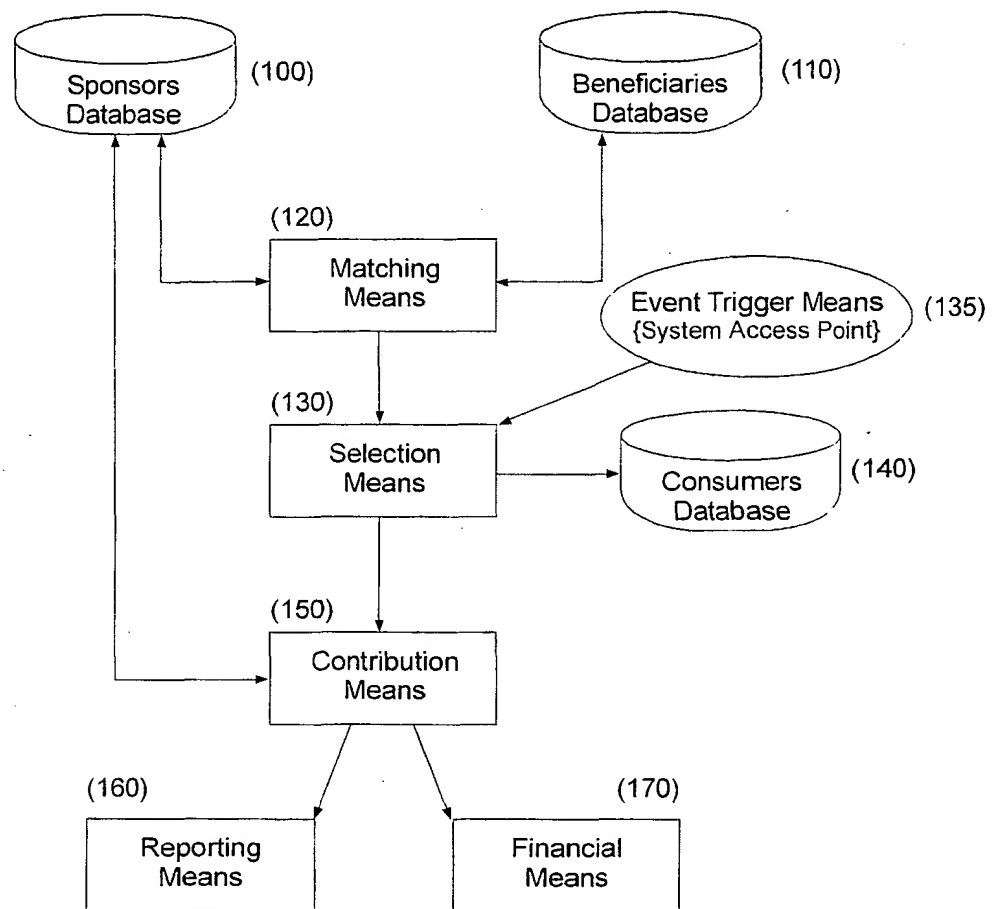 Sponsors
Database
(100)
Beneficiaries
Database
(110)
(120)
Matching
Means
Event Trigger Means
{System Access Point}
(135)
(130)
Selection
Means
Consumers
Database
(140)
(150)
Contribution
Means
(160)
Reporting
Means
(170)
Financial
Means